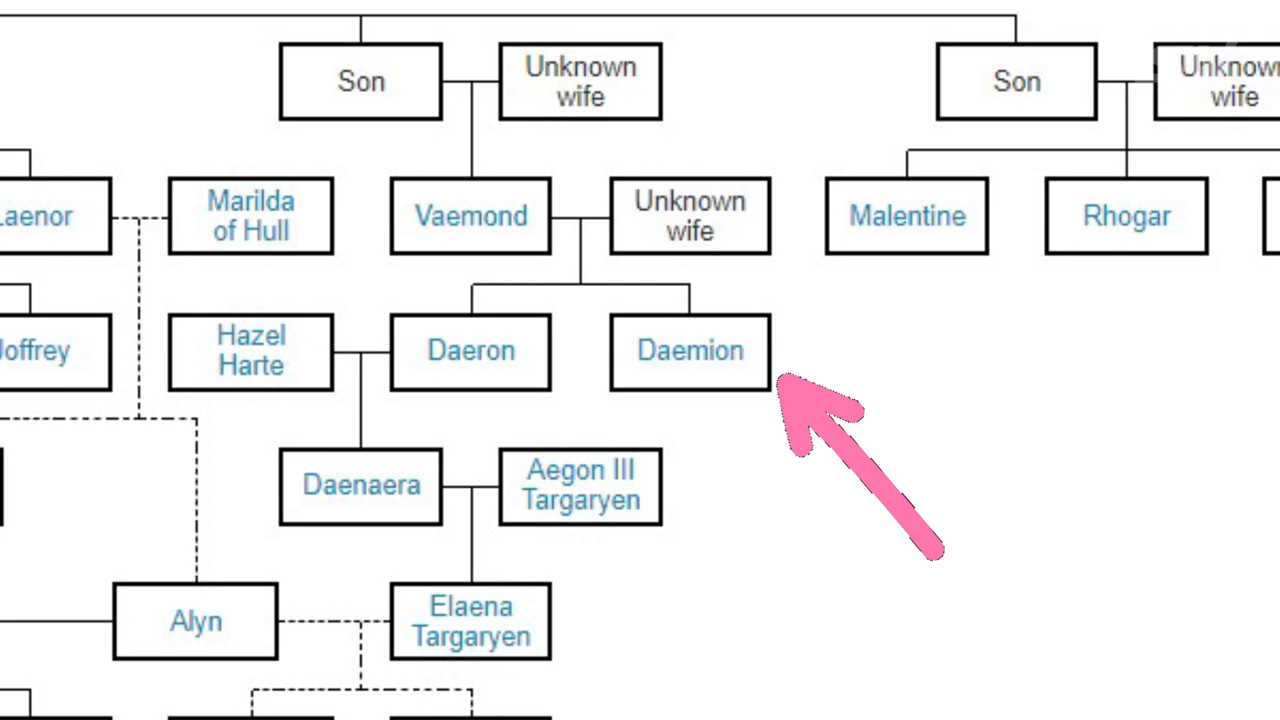 Son
Unknown
wife
Son
Unknown
wife
Laenor
Marilda
of Hull
Vaemond
Unknown
wife
Malentine
Rhogar
Joffrey
Hazel
Harte
Daeron
Daemion
Daenaera
Aegon III
Targaryen
Alyn
Elaena
Targaryen